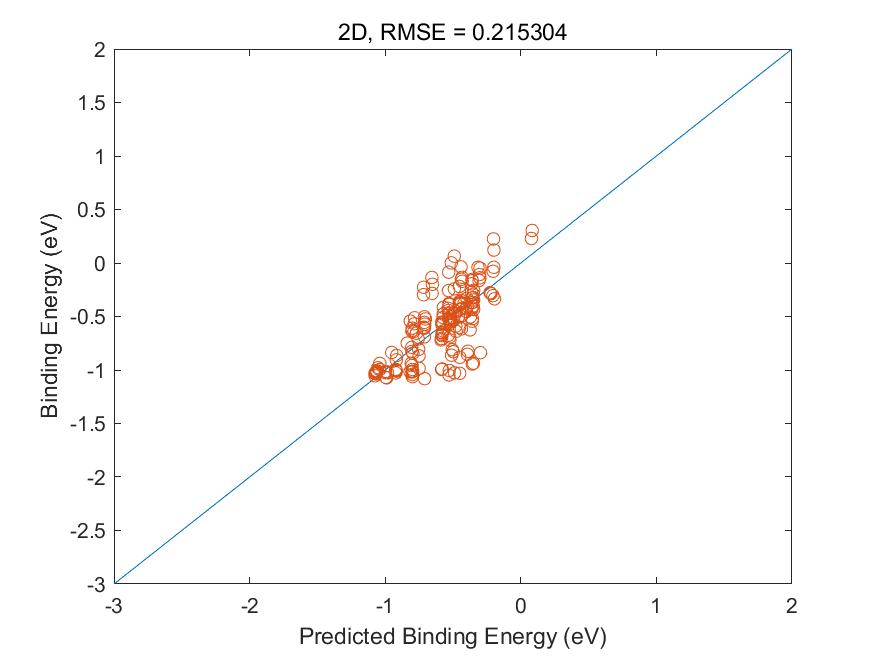 2D, RMSE = 0.215304
2
1.5
1
0.5
0
-0.5
-1
-1.5
-2
-2.5
-3
Binding Energy (eV)
-3 -2 -1 0 1 2
Predicted Binding Energy (eV)